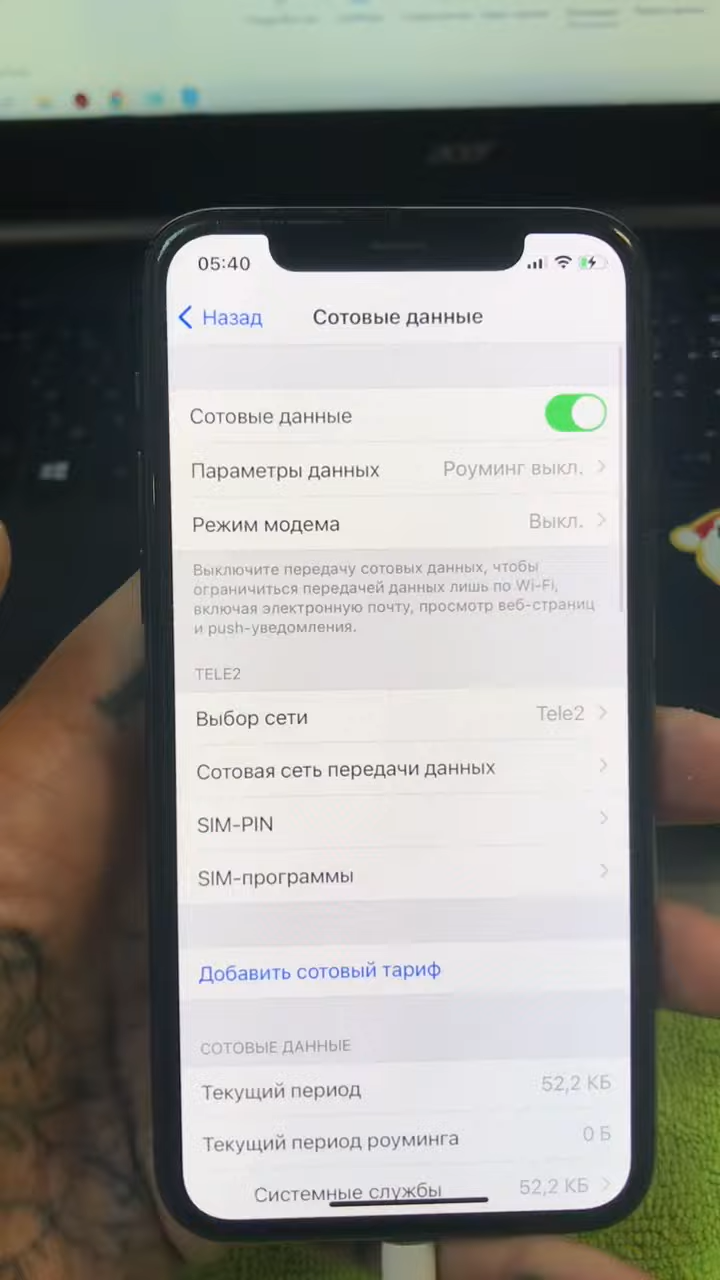 acer
05:40
Назад
Сотовые данные
Сотовые данные
Параметры данных Роуминг выкл.
Режим модема Выкл.
Выключите передачу сотовых данных, чтобы
ограничиться передачей данных лишь по Wi-Fi,
включая электронную почту, просмотр веб-страниц
и push-уведомления.
TELE2
Выбор сети Tele2
Сотовая сеть передачи данных
SIM-PIN
SIM-программы
Добавить сотовый тариф
СОТОВЫЕ ДАННЫЕ
Текущий период 52,2 КБ
Текущий период роуминга 0 Б
Системные службы 52,2 КБ